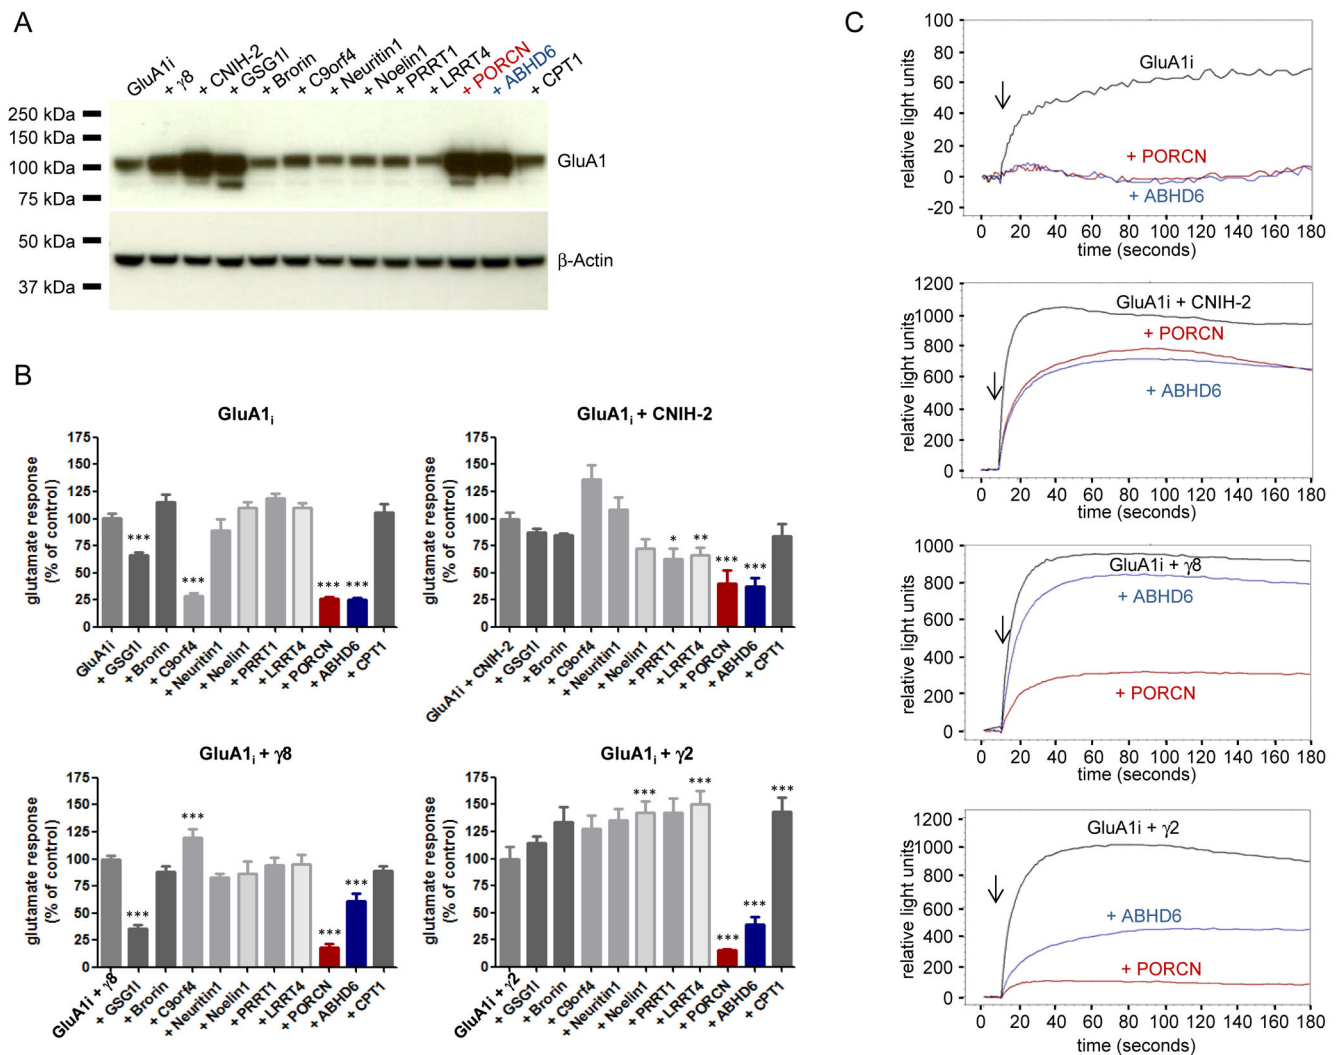 A
GluA1i
+ γ8
+ CNIH-2
+ GSG1l
+ Brorin
+ C9orf4
+ Neuritin1
+ Noelin1
+ PRRT1
+ LRRT4
+ PORCN
+ ABHD6
+ CPT1
250 kDa
150 kDa
100 kDa
75 kDa
50 kDa
37 kDa
GluA1
β-Actin
B
GluA1i
glutamate response
(% of control)
175
150
125
100
75
50
25
0
***
***
***
***
GluA1i
+ GSG1l
+ Brorin
+ C9orf4
+ Neuritin1
+ Noelin1
+ PRRT1
+ LRRT4
+ PORCN
+ ABHD6
+ CPT1
GluA1i + CNIH-2
glutamate response
(% of control)
175
150
125
100
75
50
25
0
*
**
***
***
GluA1i + CNIH-2
+ GSG1l
+ Brorin
+ C9orf4
+ Neuritin1
+ Noelin1
+ PRRT1
+ LRRT4
+ PORCN
+ ABHD6
+ CPT1
GluA1i + γ8
glutamate response
(% of control)
175
150
125
100
75
50
25
0
***
***
***
***
GluA1i + γ8
+ GSG1l
+ Brorin
+ C9orf4
+ Neuritin1
+ Noelin1
+ PRRT1
+ LRRT4
+ PORCN
+ ABHD6
+ CPT1
GluA1i + γ2
glutamate response
(% of control)
175
150
125
100
75
50
25
0
***
***
***
***
***
GluA1i + γ2
+ GSG1l
+ Brorin
+ C9orf4
+ Neuritin1
+ Noelin1
+ PRRT1
+ LRRT4
+ PORCN
+ ABHD6
+ CPT1
C
relative light units
100
80
60
40
20
0
-20
GluA1i
+ PORCN
+ ABHD6
0 20 40 60 80 100 120 140 160 180
time (seconds)
relative light units
1200
1000
800
600
400
200
0
GluA1i + CNIH-2
+ PORCN
+ ABHD6
0 20 40 60 80 100 120 140 160 180
time (seconds)
relative light units
1000
800
600
400
200
0
GluA1i + γ8
+ ABHD6
+ PORCN
0 20 40 60 80 100 120 140 160 180
time (seconds)
relative light units
1200
1000
800
600
400
200
0
GluA1i + γ2
+ ABHD6
+ PORCN
0 20 40 60 80 100 120 140 160 180
time (seconds)